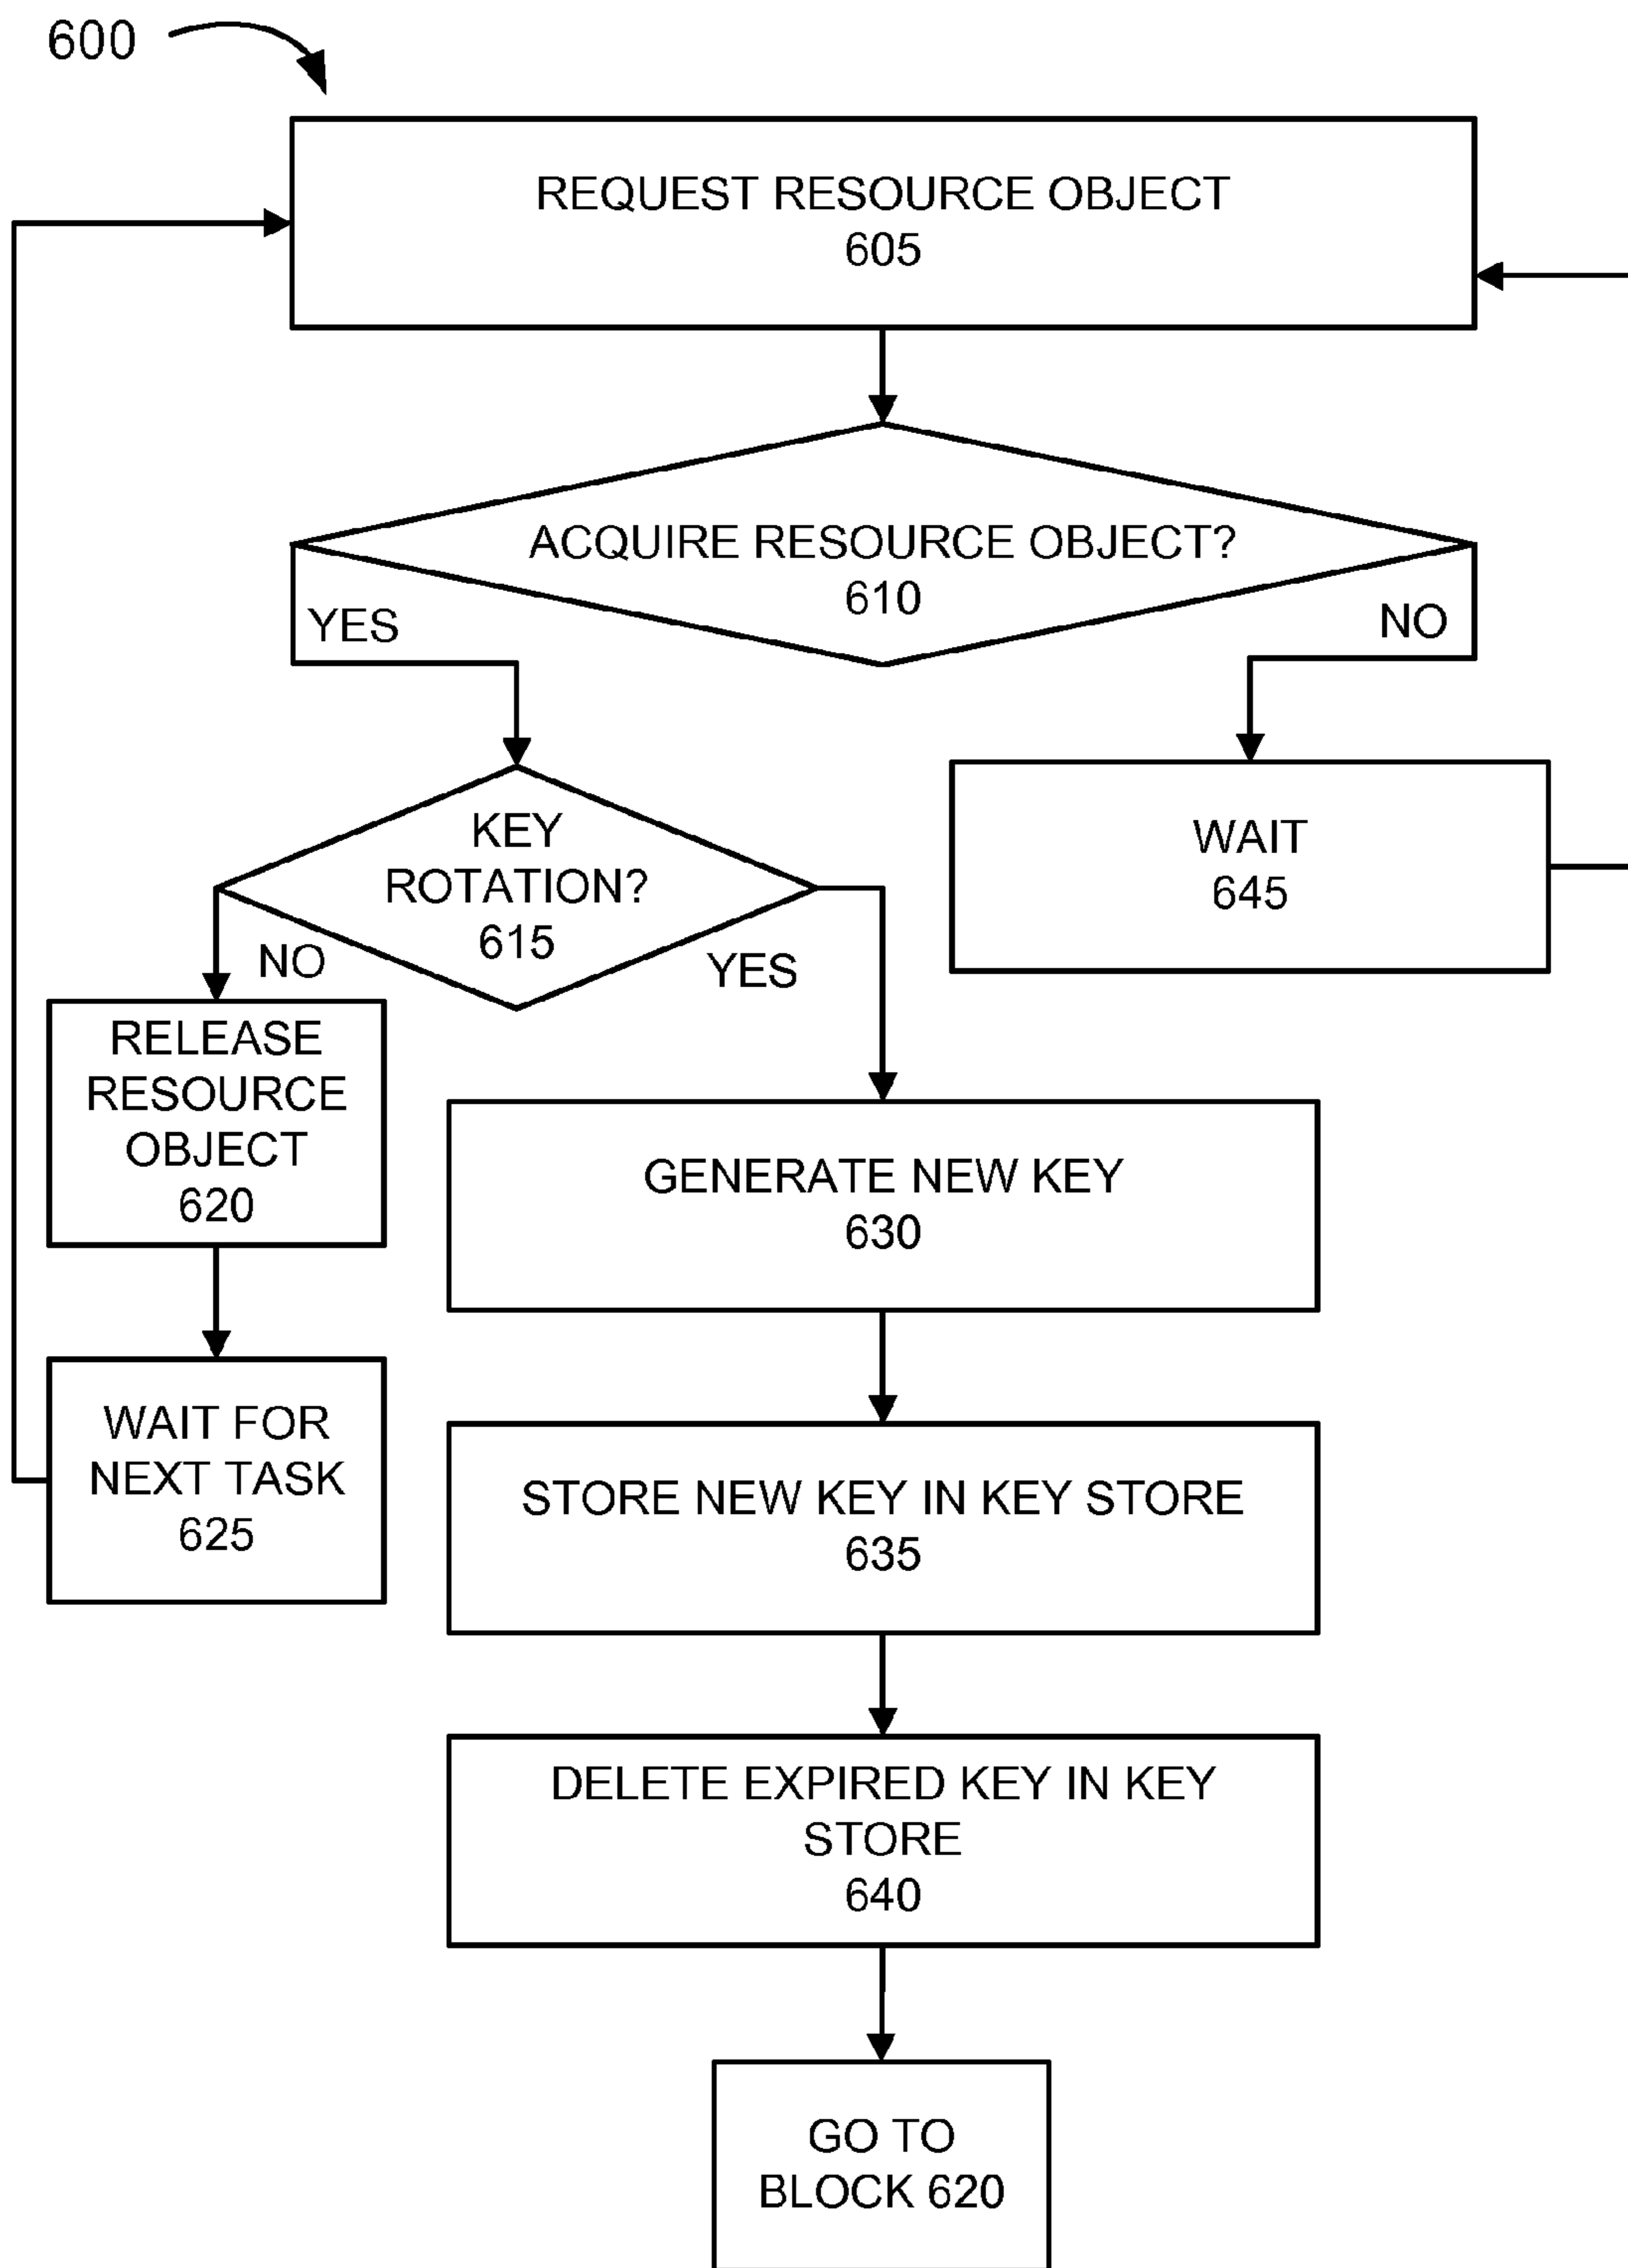 600
REQUEST RESOURCE OBJECT
605
ACQUIRE RESOURCE OBJECT?
610
YES
NO
KEY
ROTATION?
615
NO
YES
WAIT
645
RELEASE
RESOURCE
OBJECT
620
GENERATE NEW KEY
630
WAIT FOR
NEXT TASK
625
STORE NEW KEY IN KEY STORE
635
DELETE EXPIRED KEY IN KEY
STORE
640
GO TO
BLOCK 620